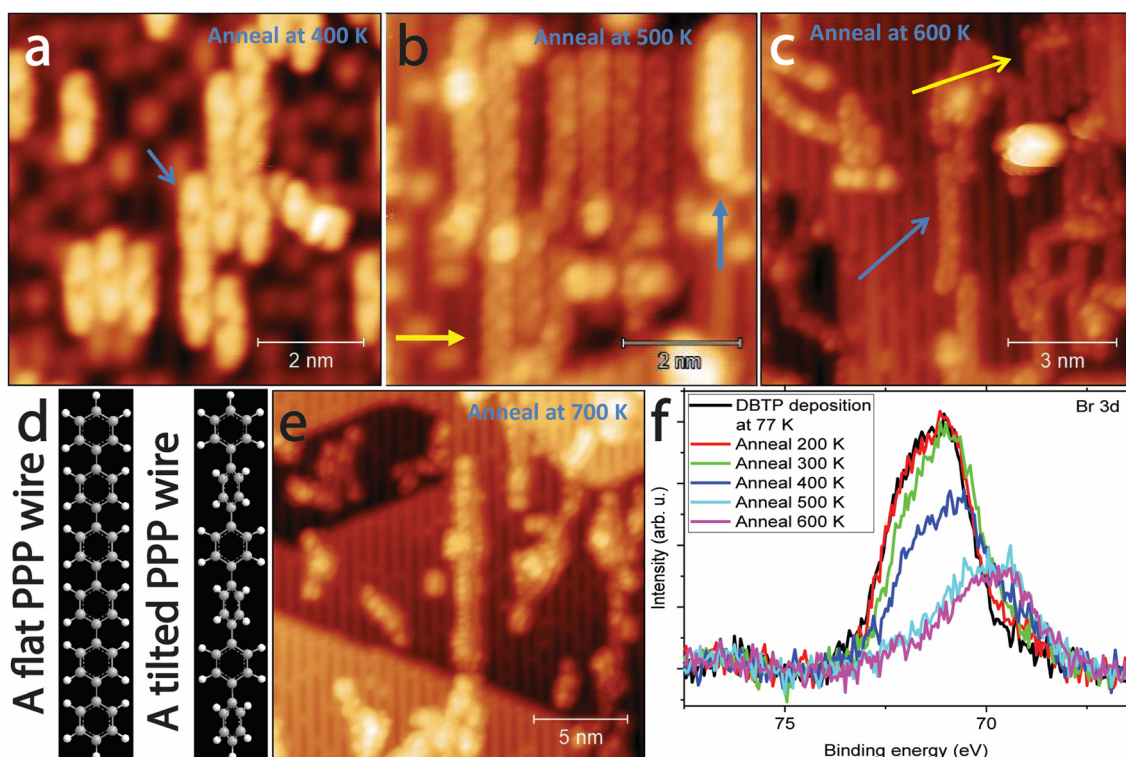 a
Anneal at 400 K
2 nm
b
Anneal at 500 K
2 nm
c
Anneal at 600 K
3 nm
d
A flat PPP wire
A tilted PPP wire
e
Anneal at 700 K
5 nm
f
Br 3d
DBTP deposition
at 77 K
Anneal 200 K
Anneal 300 K
Anneal 400 K
Anneal 500 K
Anneal 600 K
Intensity (arb. u.)
75
70
Binding energy (eV)